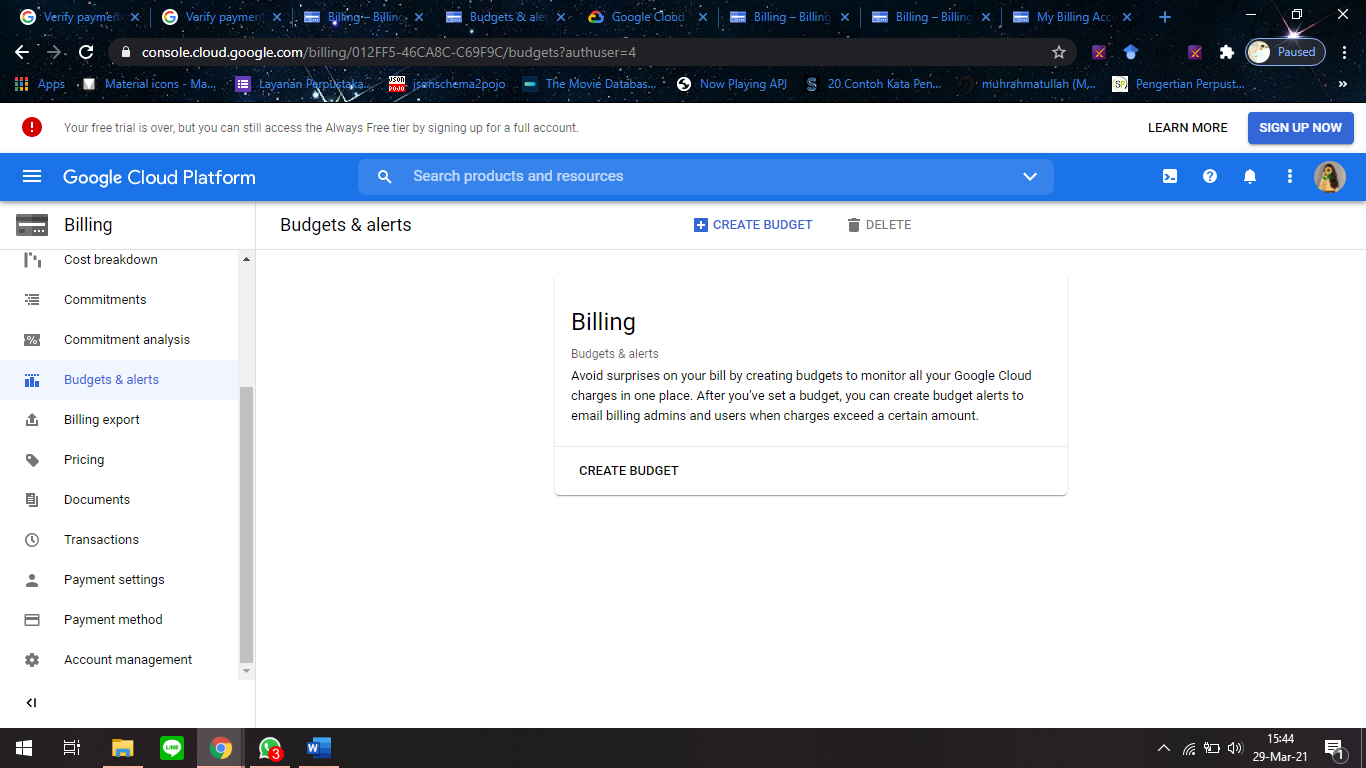 Verify payment
Verify payment
Billing – Billing
Budgets & ale
Google Cloud
Billing – Billing
Billing – Billing
My Billing Acc
console.cloud.google.com/billing/012FF5-46CA8C-C69F9C/budgets?authuser=4
Paused
Apps
Material icons - Ma...
Layanan Perpustaka...
JSON
POJO
jsonschema2pojo
The Movie Databas...
Now Playing APJ
20 Contoh Kata Pen...
muhrahmatullah (M,...
Pengertian Perpust...
»
Your free trial is over, but you can still access the Always Free tier by signing up for a full account.
LEARN MORE
SIGN UP NOW
Google Cloud Platform
Search products and resources
Billing
Budgets & alerts
CREATE BUDGET
DELETE
Cost breakdown
Commitments
Commitment analysis
Budgets & alerts
Billing export
Pricing
Documents
Transactions
Payment settings
Payment method
Account management
Billing
Budgets & alerts
Avoid surprises on your bill by creating budgets to monitor all your Google Cloud
charges in one place. After you've set a budget, you can create budget alerts to
email billing admins and users when charges exceed a certain amount.
CREATE BUDGET
LINE
3
W
15:44
29-Mar-21
1